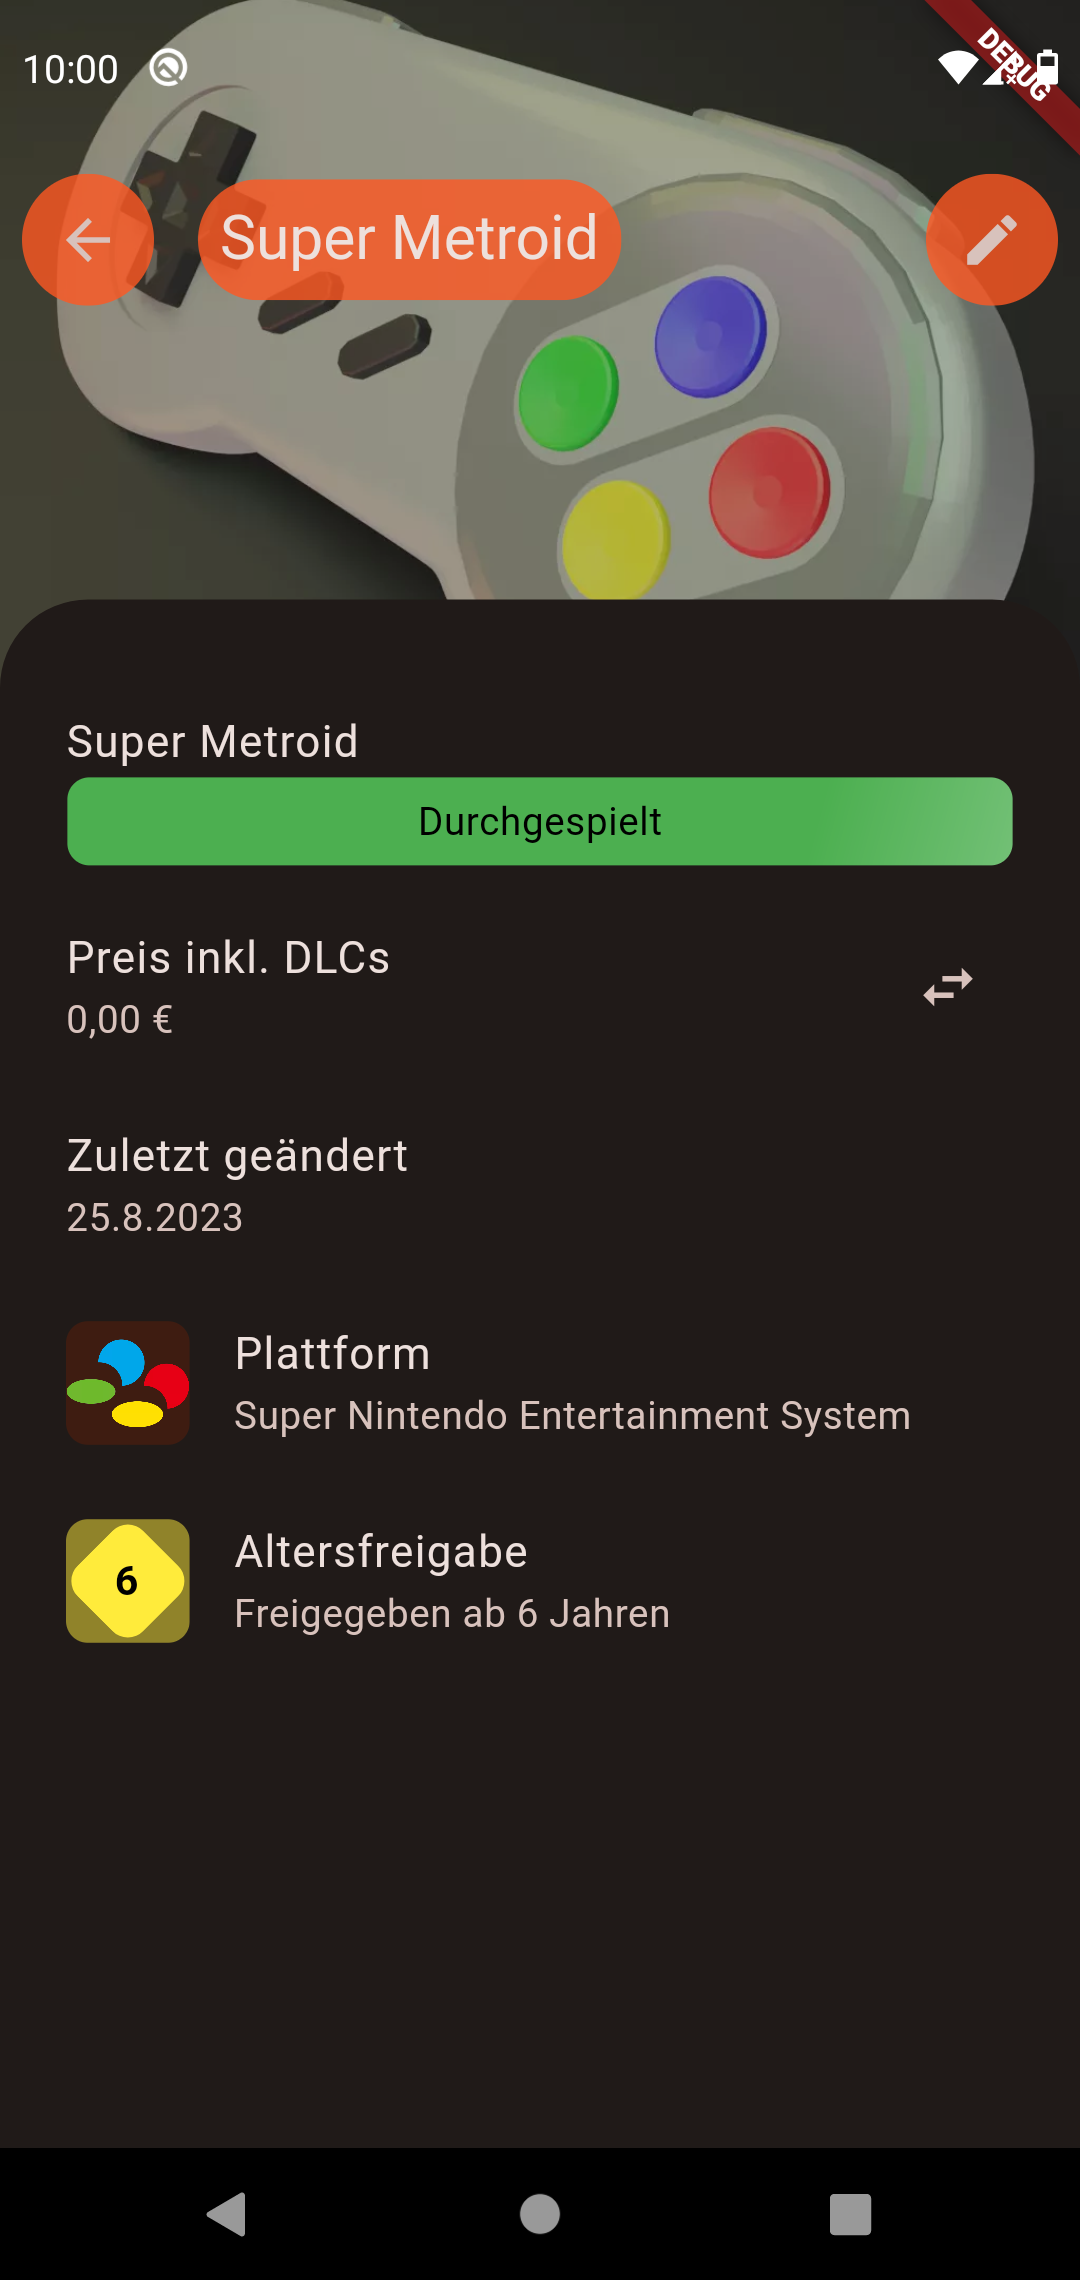 10:00
DEBUG
Super Metroid
Super Metroid
Durchgespielt
Preis inkl. DLCs
0,00 €
Zuletzt geändert
25.8.2023
Plattform
Super Nintendo Entertainment System
6
Altersfreigabe
Freigegeben ab 6 Jahren